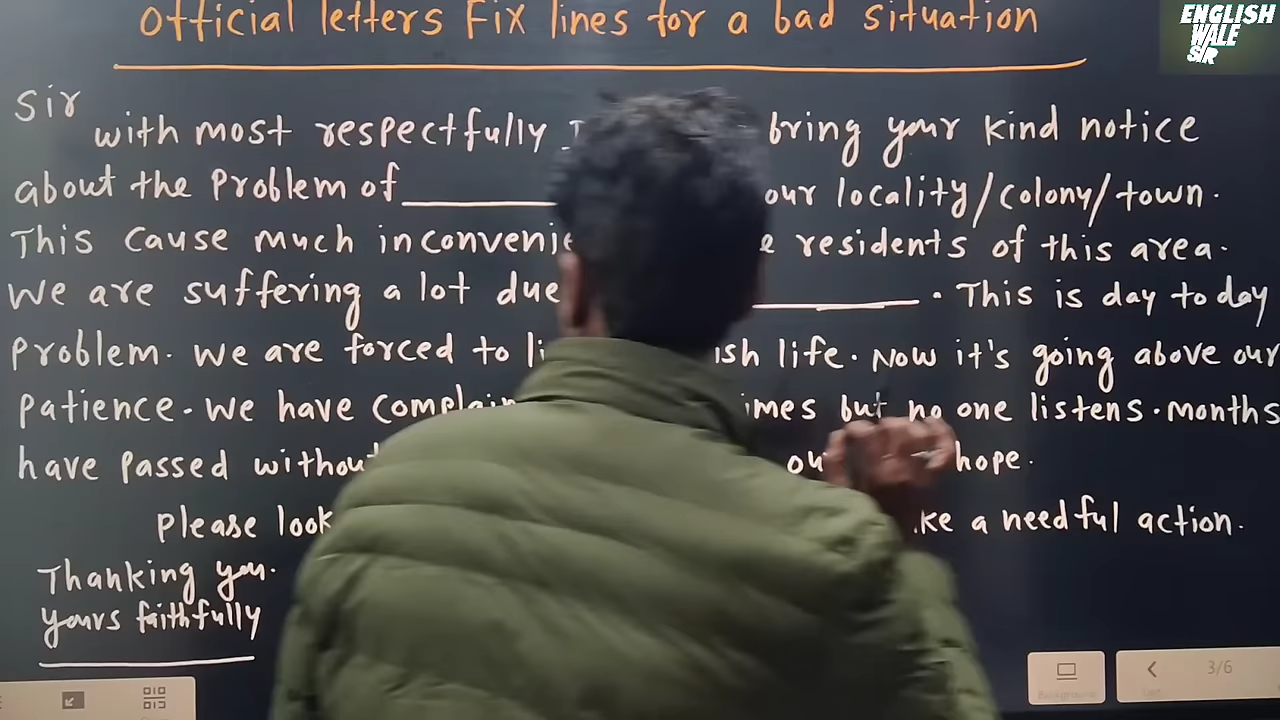 Official letters Fix lines for a bad situation
ENGLISH
WALE
SIR
Sir
with most respectfully I bring your kind notice
about the Problem of ______ our locality/colony/town.
This cause much inconvenie residents of this area.
We are suffering a lot due ______. This is day to day
Problem. We are forced to li ish life. Now it's going above our
Patience. We have complain imes but no one listens. months
have passed without ou hope.
Please look ke a needful action.
Thanking you.
yours faithfully
Background
3/6